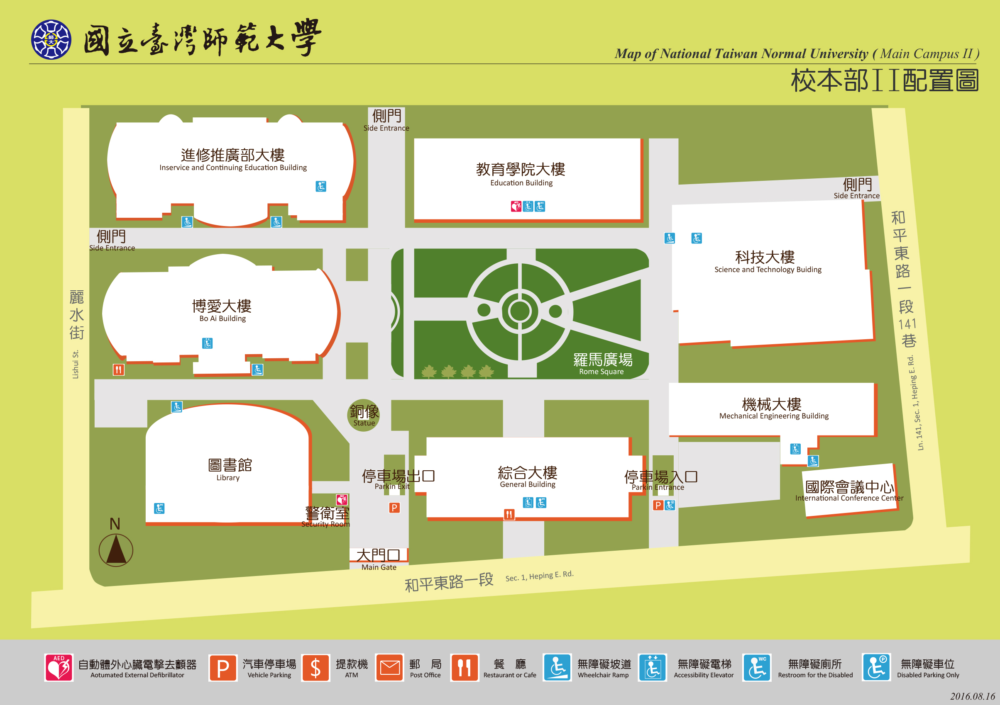 師大
國立臺灣師範大學
Map of National Taiwan Normal University ( Main Campus II )
校本部II配置圖
側門
Side Entrance
進修推廣部大樓
Inservice and Continuing Education Building
WC
教育學院大樓
Education Building
AED
WC
側門
Side Entrance
側門
Side Entrance
科技大樓
Science and Technology Buiding
WC
和平東路一段141巷
Ln. 141, Sec. 1, Heping E. Rd.
麗水街
Lishui St.
博愛大樓
Bo Ai Building
羅馬廣場
Rome Square
銅像
Statue
機械大樓
Mechanical Engineering Building
圖書館
Library
WC
停車場出口
Parkin Exit
P
綜合大樓
General Building
WC
停車場入口
Parkin Entrance
P
P
國際會議中心
International Conference Center
AED
警衛室
Security Room
N
大門口
Main Gate
和平東路一段 Sec. 1, Heping E. Rd.
AED
自動體外心臟電擊去顫器
Aotumated External Defibrillator
P
汽車停車場
Vehicle Parking
$
提款機
ATM
郵 局
Post Office
餐 廳
Restaurant or Cafe
無障礙坡道
Wheelchair Ramp
無障礙電梯
Accessibility Elevator
WC
無障礙廁所
Restroom for the Disabled
P
無障礙車位
Disabled Parking Only
2016.08.16